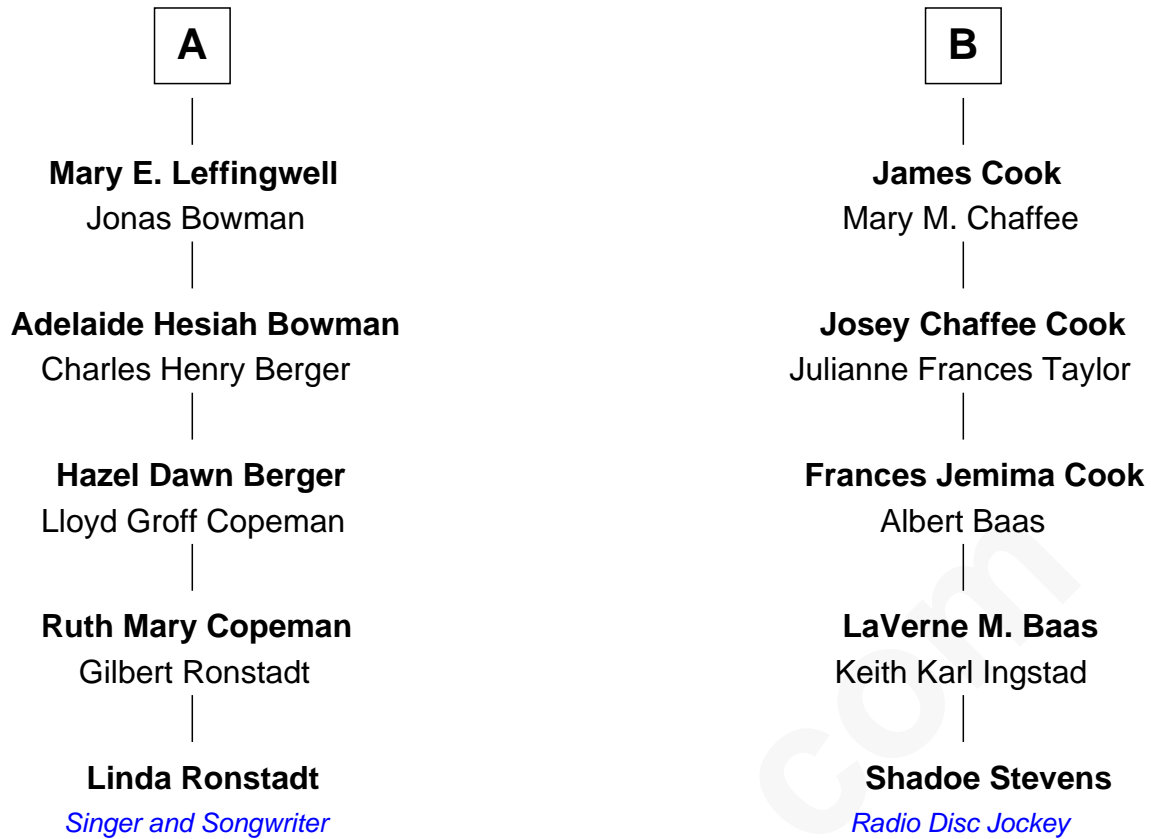 A
Mary E. Leffingwell
Jonas Bowman
Adelaide Hesiah Bowman
Charles Henry Berger
Hazel Dawn Berger
Lloyd Groff Copeman
Ruth Mary Copeman
Gilbert Ronstadt
Linda Ronstadt
Singer and Songwriter
B
James Cook
Mary M. Chaffee
Josey Chaffee Cook
Julianne Frances Taylor
Frances Jemima Cook
Albert Baas
LaVerne M. Baas
Keith Karl Ingstad
Shadoe Stevens
Radio Disc Jockey
com